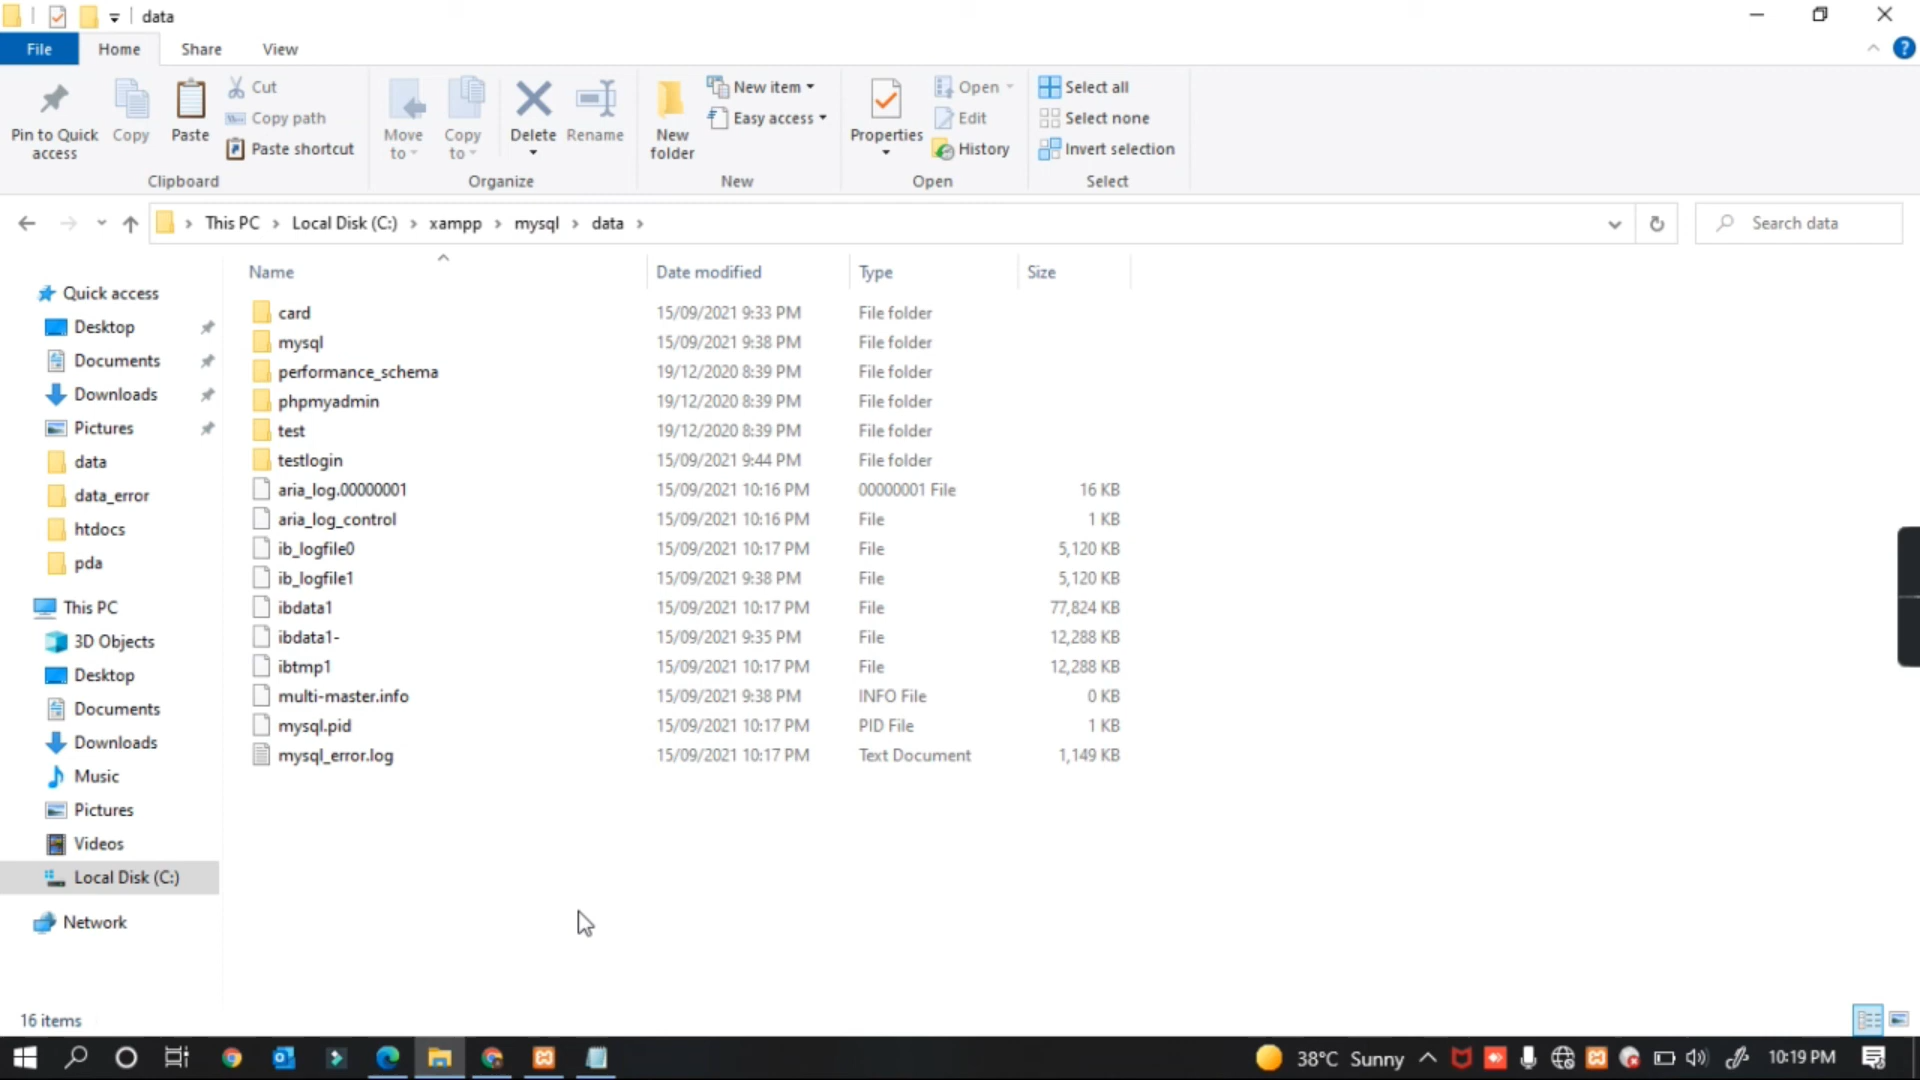 data
File Home Share View
Pin to Quick access
Copy
Paste
Cut
Copy path
Paste shortcut
Clipboard
Move to
Copy to
Delete
Rename
Organize
New folder
New item
Easy access
New
Properties
Open
Edit
History
Open
Select all
Select none
Invert selection
Select
This PC > Local Disk (C:) > xampp > mysql > data >
Search data
Quick access
Desktop
Documents
Downloads
Pictures
data
data_error
htdocs
pda
This PC
3D Objects
Desktop
Documents
Downloads
Music
Pictures
Videos
Local Disk (C:)
Network
Name Date modified Type Size
card 15/09/2021 9:33 PM File folder
mysql 15/09/2021 9:38 PM File folder
performance_schema 19/12/2020 8:39 PM File folder
phpmyadmin 19/12/2020 8:39 PM File folder
test 19/12/2020 8:39 PM File folder
testlogin 15/09/2021 9:44 PM File folder
aria_log.00000001 15/09/2021 10:16 PM 00000001 File 16 KB
aria_log_control 15/09/2021 10:16 PM File 1 KB
ib_logfile0 15/09/2021 10:17 PM File 5,120 KB
ib_logfile1 15/09/2021 9:38 PM File 5,120 KB
ibdata1 15/09/2021 10:17 PM File 77,824 KB
ibdata1- 15/09/2021 9:35 PM File 12,288 KB
ibtmp1 15/09/2021 10:17 PM File 12,288 KB
multi-master.info 15/09/2021 9:38 PM INFO File 0 KB
mysql.pid 15/09/2021 10:17 PM PID File 1 KB
mysql_error.log 15/09/2021 10:17 PM Text Document 1,149 KB
16 items
38°C Sunny 10:19 PM